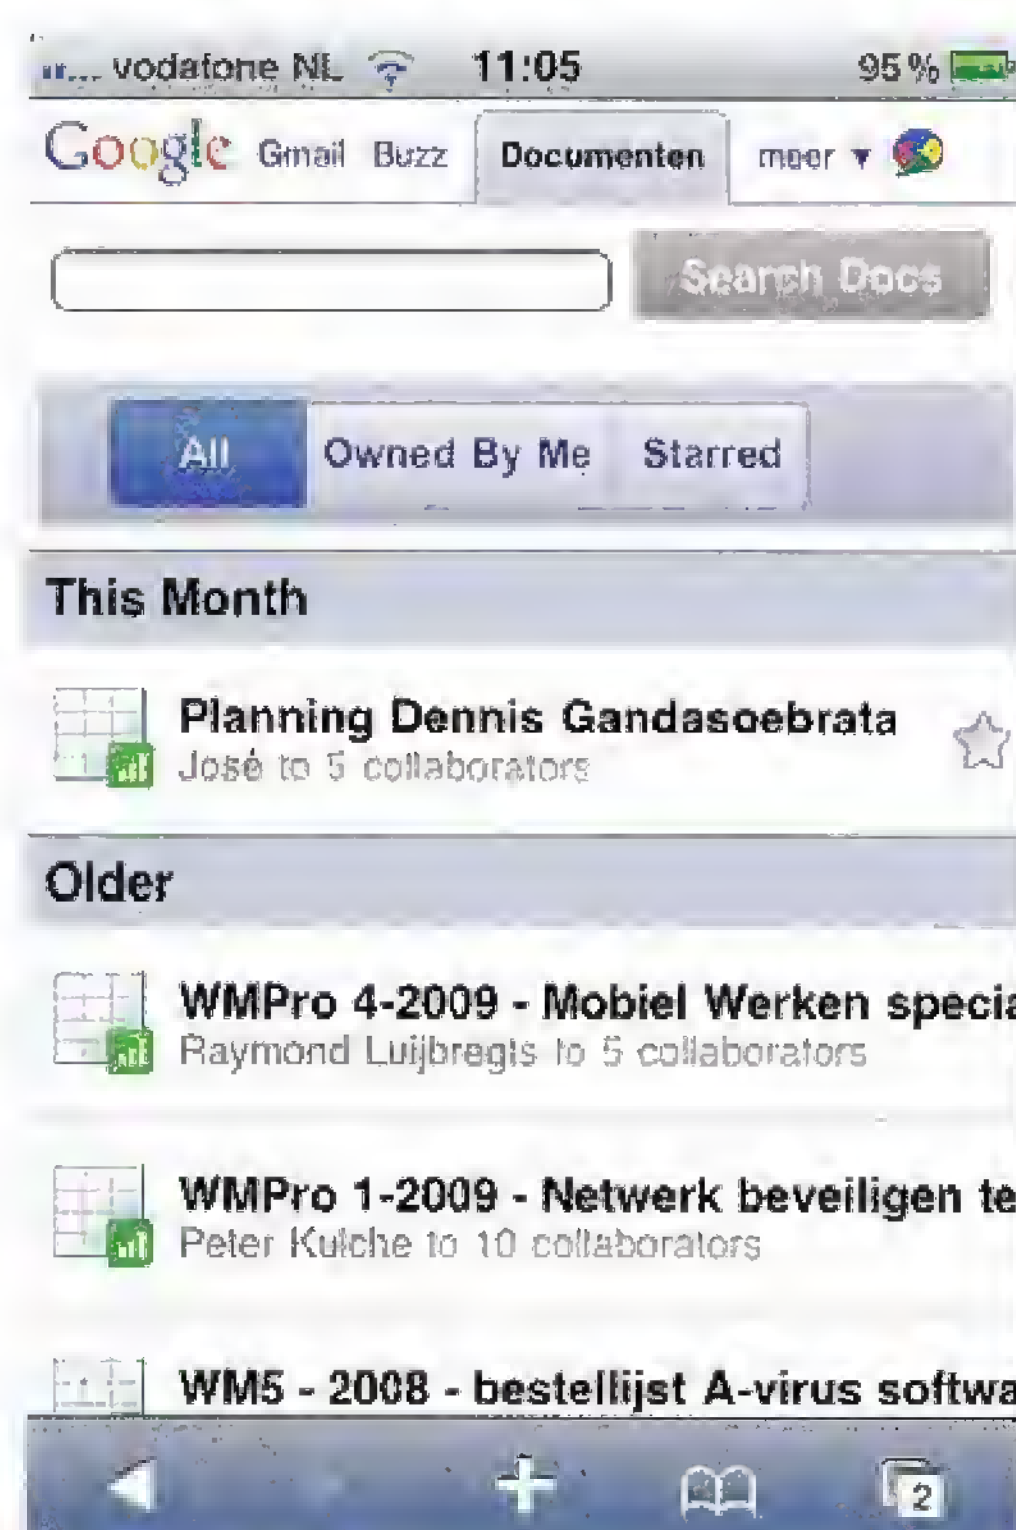 vodafone NL 11:05 95%
Google Gmail Buzz Documenten meer ▼
Search Docs
All Owned By Me Starred
This Month
Planning Dennis Gandasoebrata
José to 5 collaborators
Older
WMPro 4-2009 - Mobiel Werken specia
Raymond Luijbregts to 5 collaborators
WMPro 1-2009 - Netwerk beveiligen te
Peter Kulche to 10 collaborators
WM5 - 2008 - bestellijst A-virus softwa
2